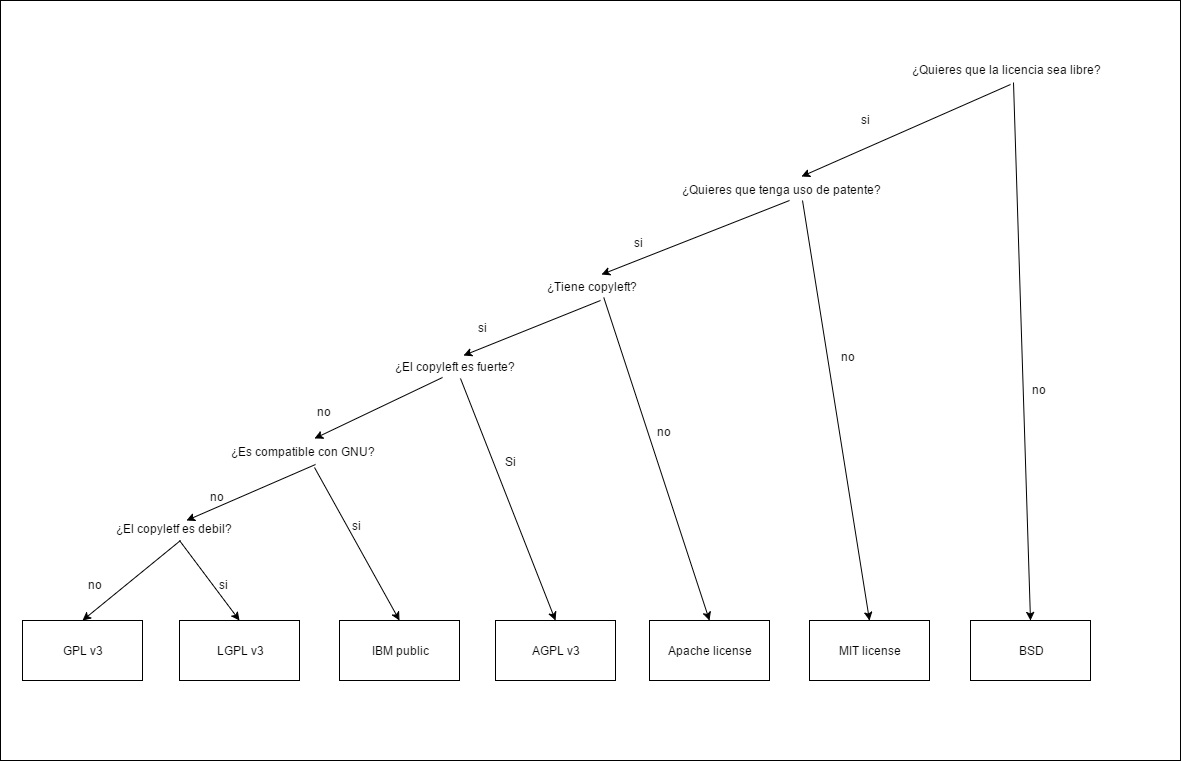 ¿Quieres que la licencia sea libre?
si
¿Quieres que tenga uso de patente?
si
¿Tiene copyleft?
si
no
¿El copyleft es fuerte?
no
no
no
¿Es compatible con GNU?
Si
no
si
¿El copyletf es debil?
no
si
GPL v3
LGPL v3
IBM public
AGPL v3
Apache license
MIT license
BSD